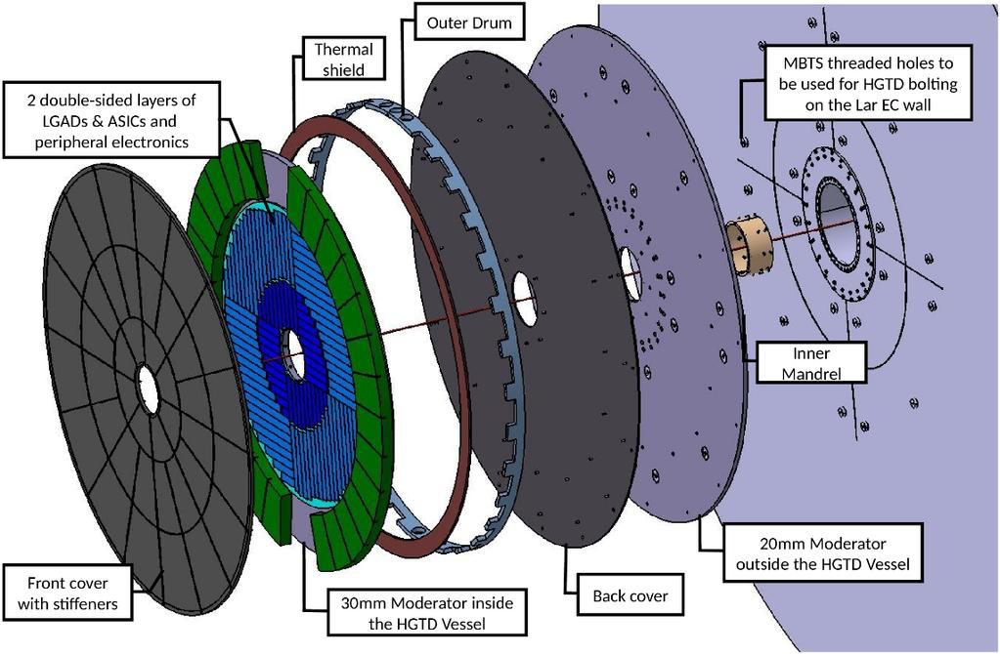 Outer Drum
Thermal
shield
MBTS threaded holes to
be used for HGTD bolting
on the Lar EC wall
2 double-sided layers of
LGADs & ASICs and
peripheral electronics
Inner
Mandrel
20mm Moderator
outside the HGTD Vessel
Front cover
with stiffeners
Back cover
30mm Moderator inside
the HGTD Vessel